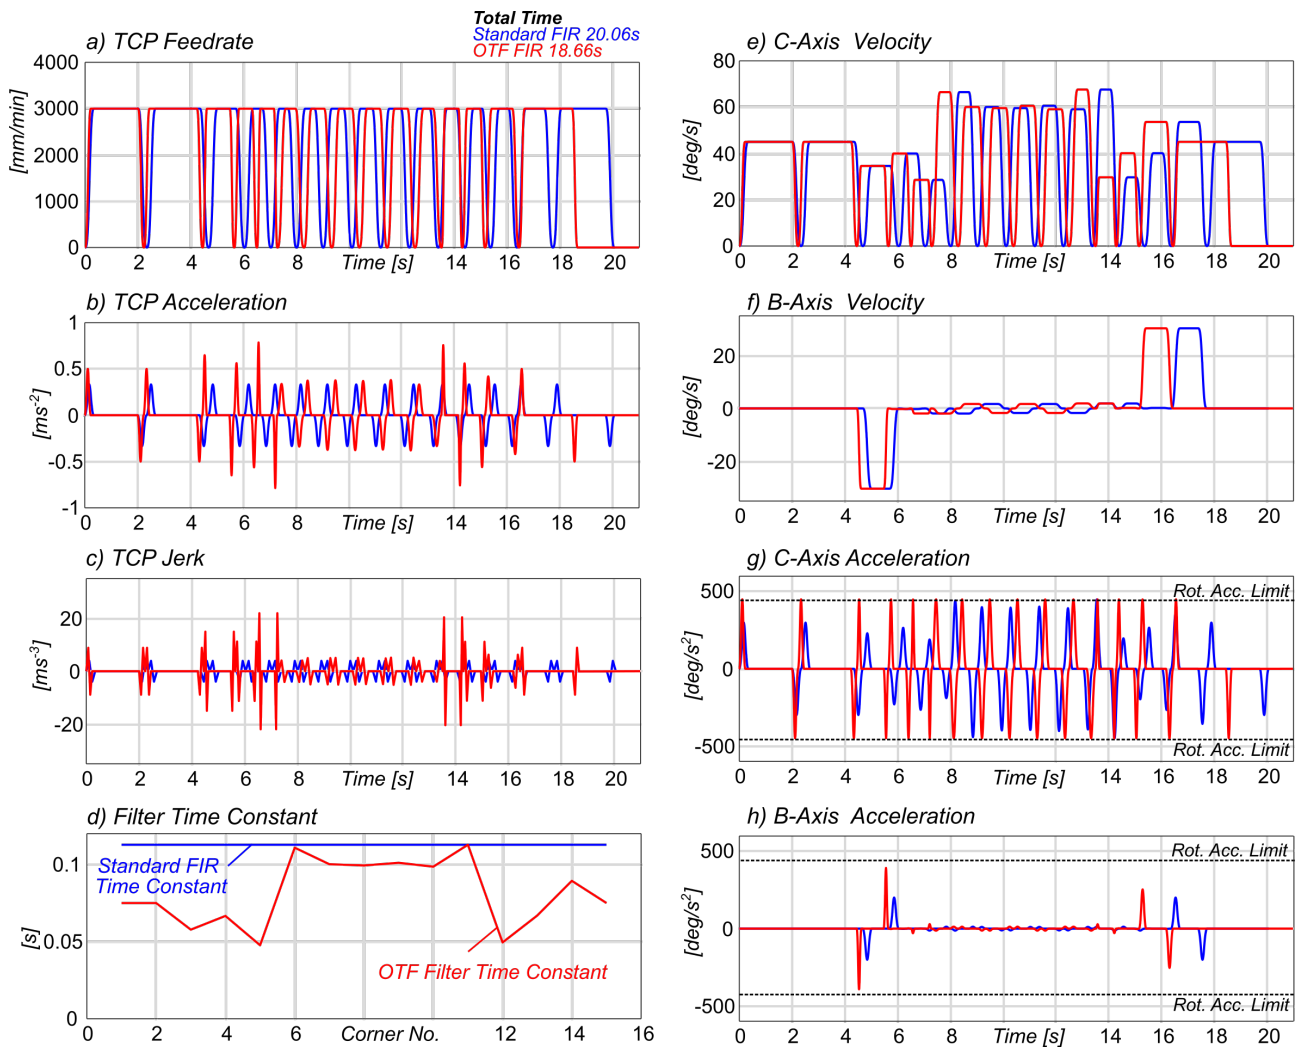 Total Time
Standard FIR 20.06s
OTF FIR 18.66s
a) TCP Feedrate
4000
3000
2000
1000
0
[mm/min]
0 2 4 6 8 Time [s] 14 16 18 20
b) TCP Acceleration
1
0.5
0
-0.5
-1
[ms-2]
0 2 4 6 8 Time [s] 14 16 18 20
c) TCP Jerk
20
0
-20
[ms-3]
0 2 4 6 8 Time [s] 14 16 18 20
d) Filter Time Constant
0.1
0.05
0
[s]
Standard FIR
Time Constant
OTF Filter Time Constant
0 2 4 6 Corner No. 12 14 16
e) C-Axis Velocity
80
60
40
20
0
[deg/s]
0 2 4 6 8 Time [s] 14 16 18 20
f) B-Axis Velocity
20
0
-20
[deg/s]
0 2 4 6 8 Time [s] 14 16 18 20
g) C-Axis Acceleration
500
0
-500
[deg/s2]
Rot. Acc. Limit
Rot. Acc. Limit
0 2 4 6 8 Time [s] 14 16 18 20
h) B-Axis Acceleration
500
0
-500
[deg/s2]
Rot. Acc. Limit
Rot. Acc. Limit
0 2 4 6 8 Time [s] 14 16 18 20